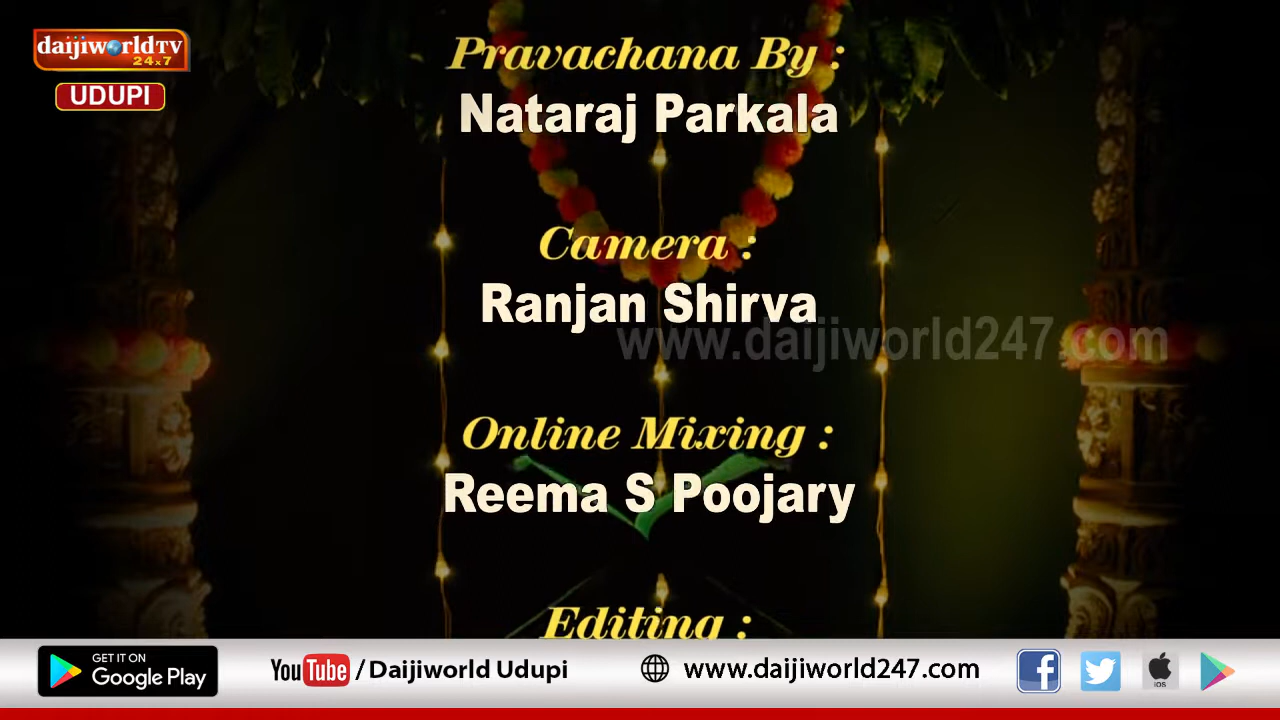 daijiworldTV
24x7
UDUPI
Pravachana By :
Nataraj Parkala
Camera :
Ranjan Shirva
www.daijiworld247.com
Online Mixing :
Reema S Poojary
Editing :
GET IT ON
Google Play
YouTube /Daijiworld Udupi
www.daijiworld247.com
iOS